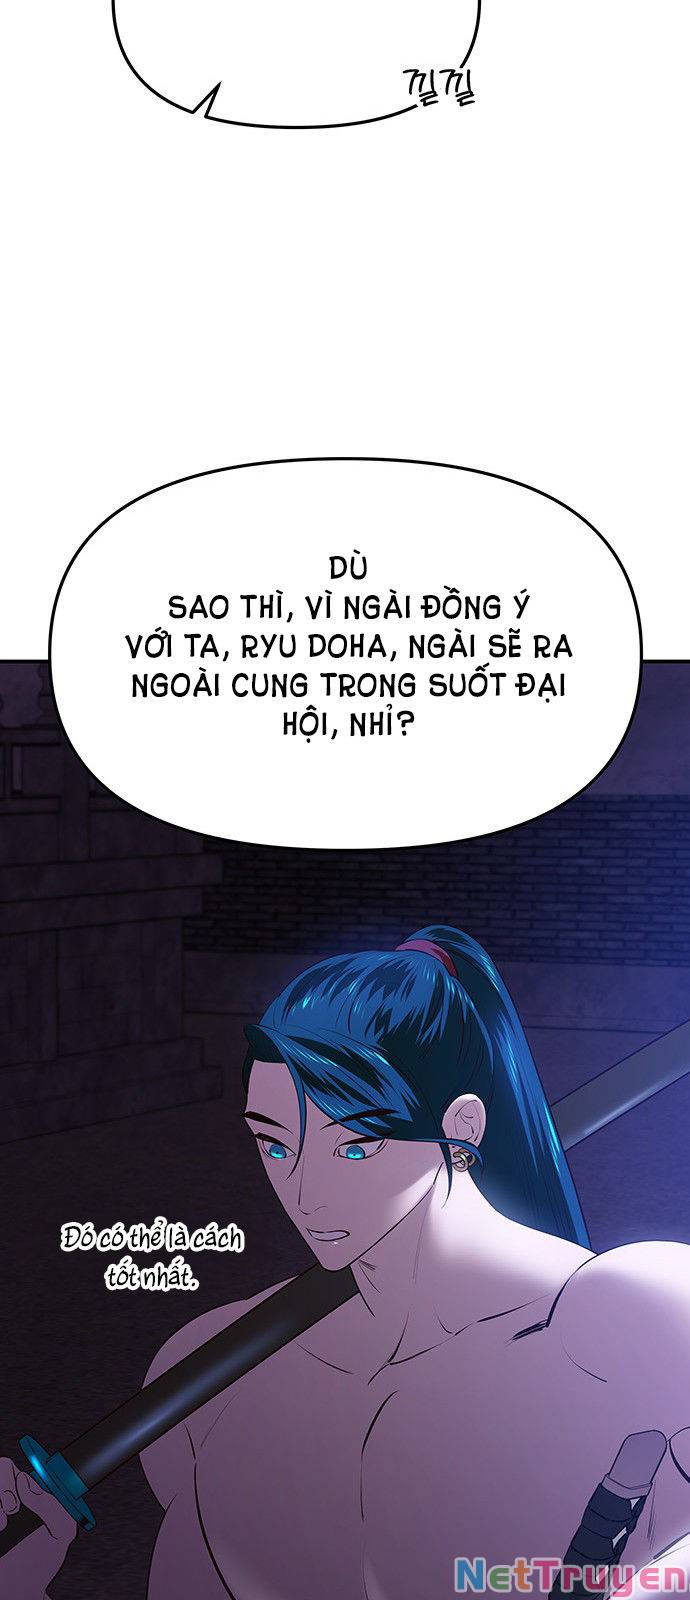 낄낄
DÙ
SAO THÌ, VÌ NGÀI ĐỒNG Ý
VỚI TA, RYU DOHA, NGÀI SẼ RA
NGOÀI CUNG TRONG SUỐT ĐẠI
HỘI, NHỈ?
Đó có thể là cách
tốt nhất.
NetTruyen